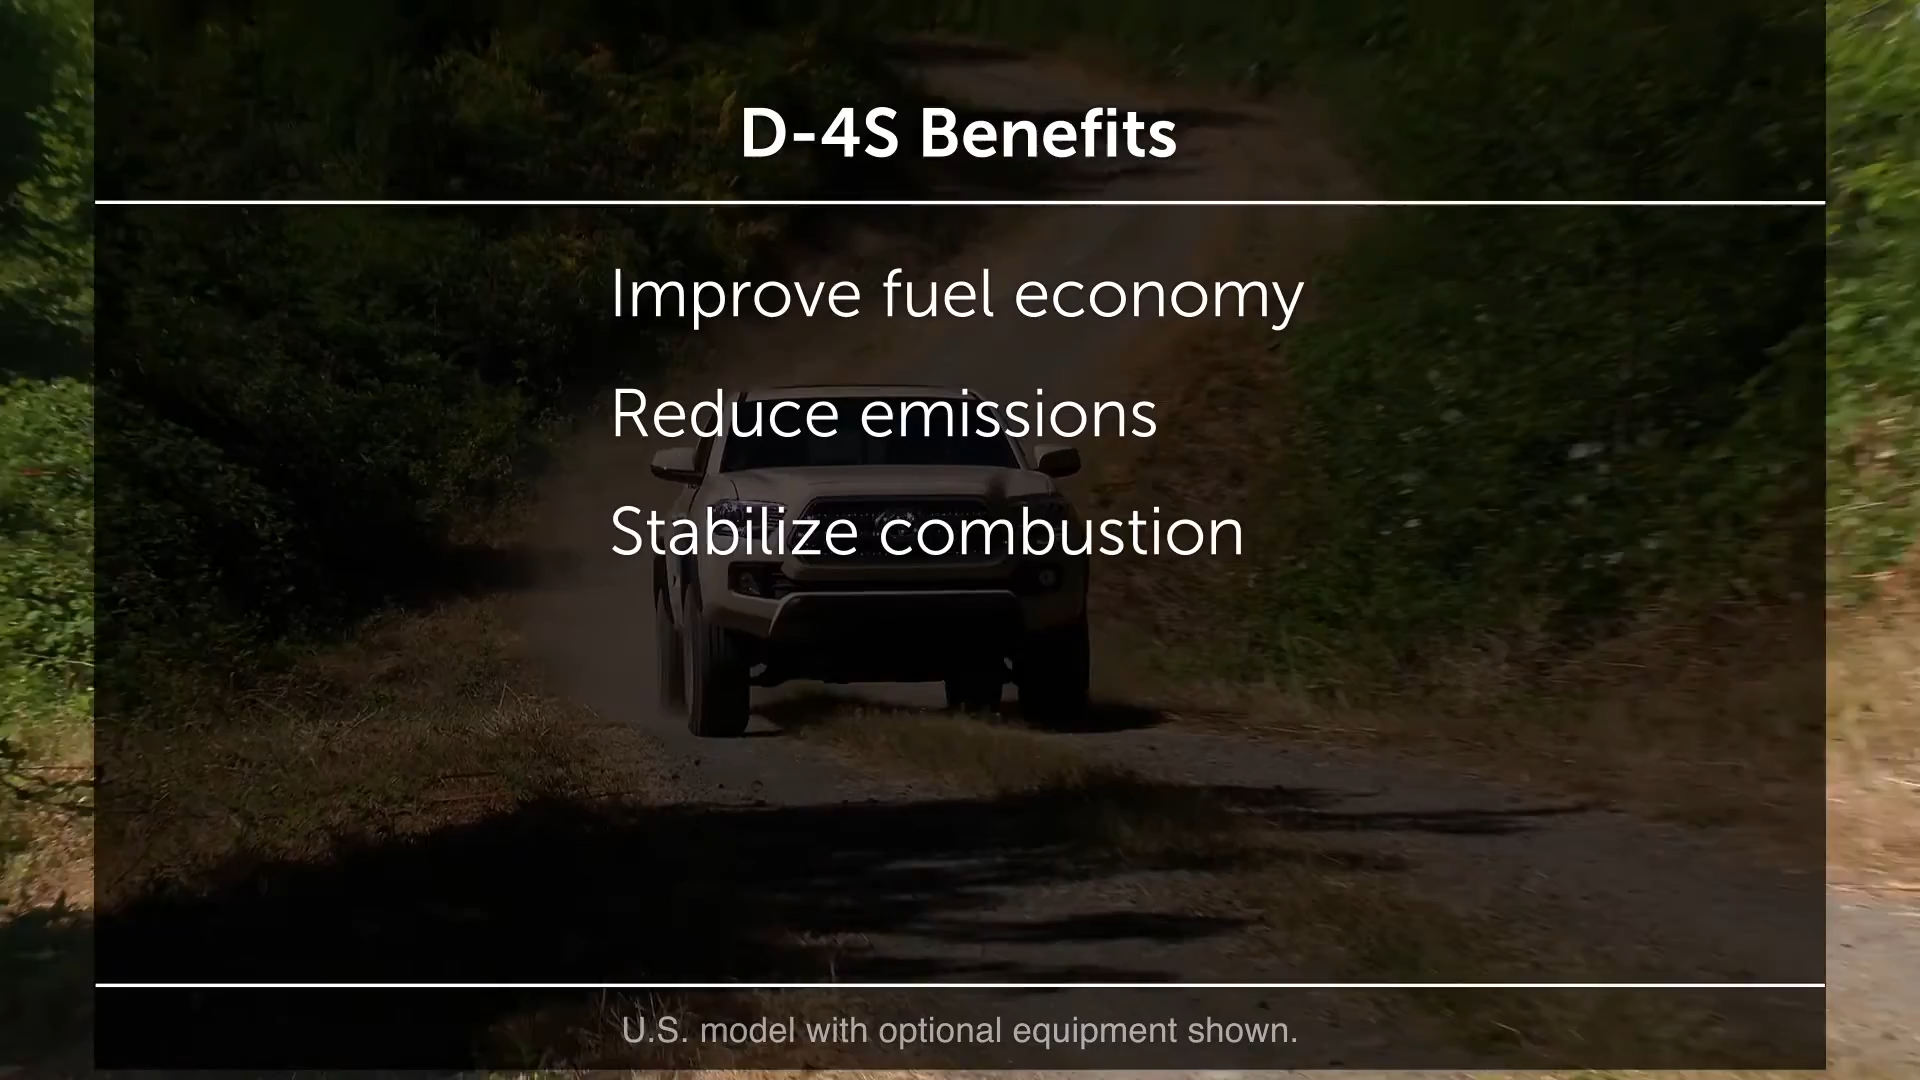 D-4S Benefits
Improve fuel economy
Reduce emissions
Stabilize combustion
U.S. model with optional equipment shown.